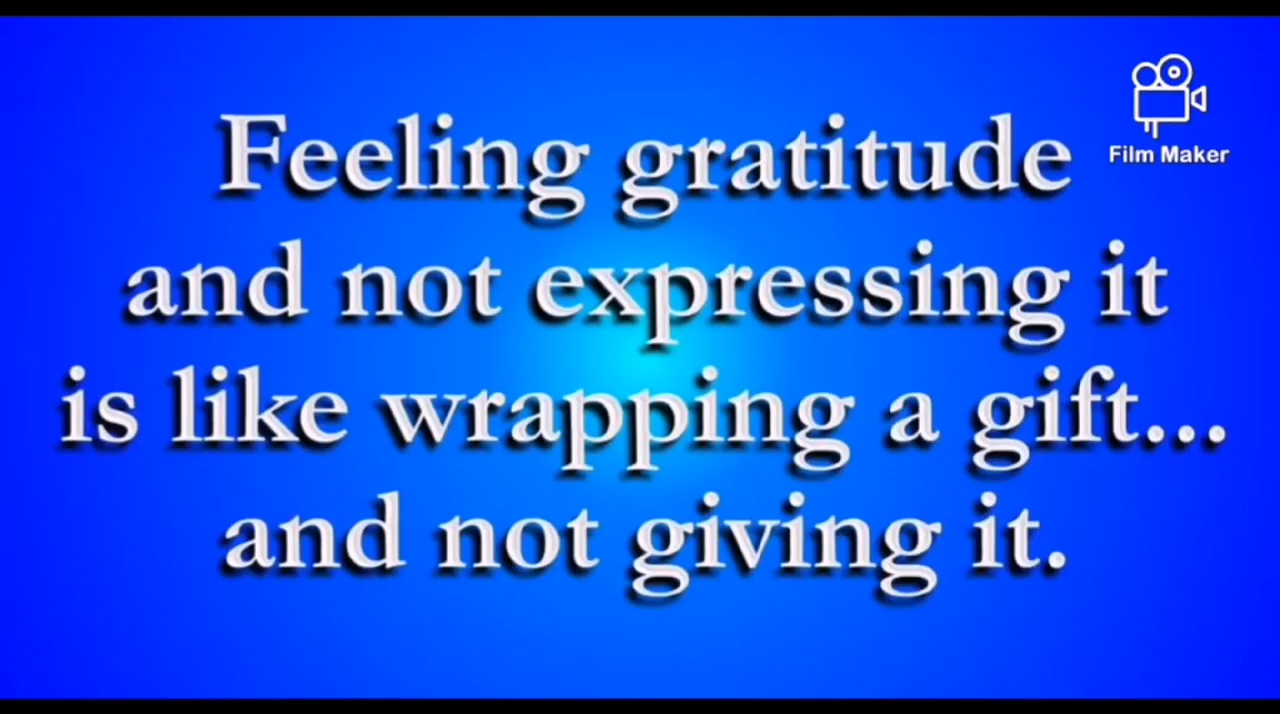 Film Maker
Feeling gratitude
and not expressing it
is like wrapping a gift...
and not giving it.